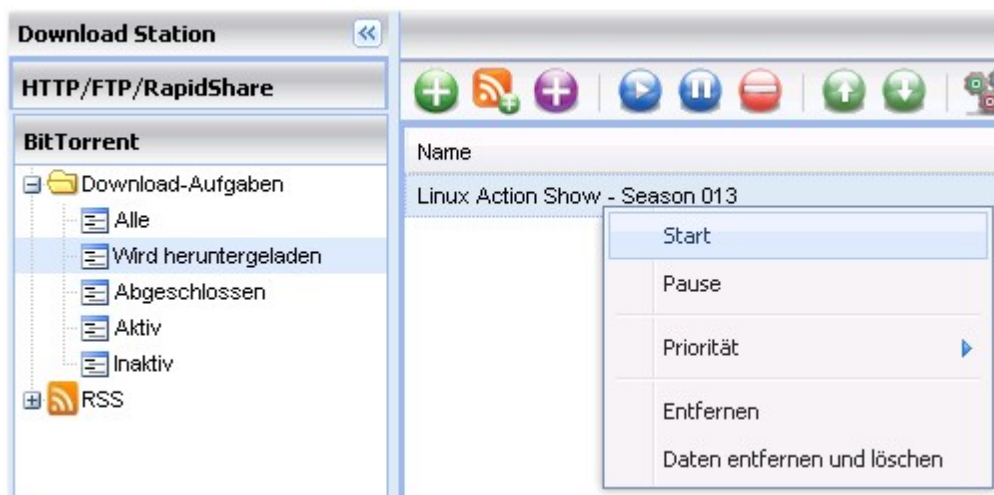 Download Station
HTTP/FTP/RapidShare
BitTorrent
Download-Aufgaben
Alle
Wird heruntergeladen
Abgeschlossen
Aktiv
Inaktiv
RSS
Name
Linux Action Show - Season 013
Start
Pause
Priorität
Entfernen
Daten entfernen und löschen